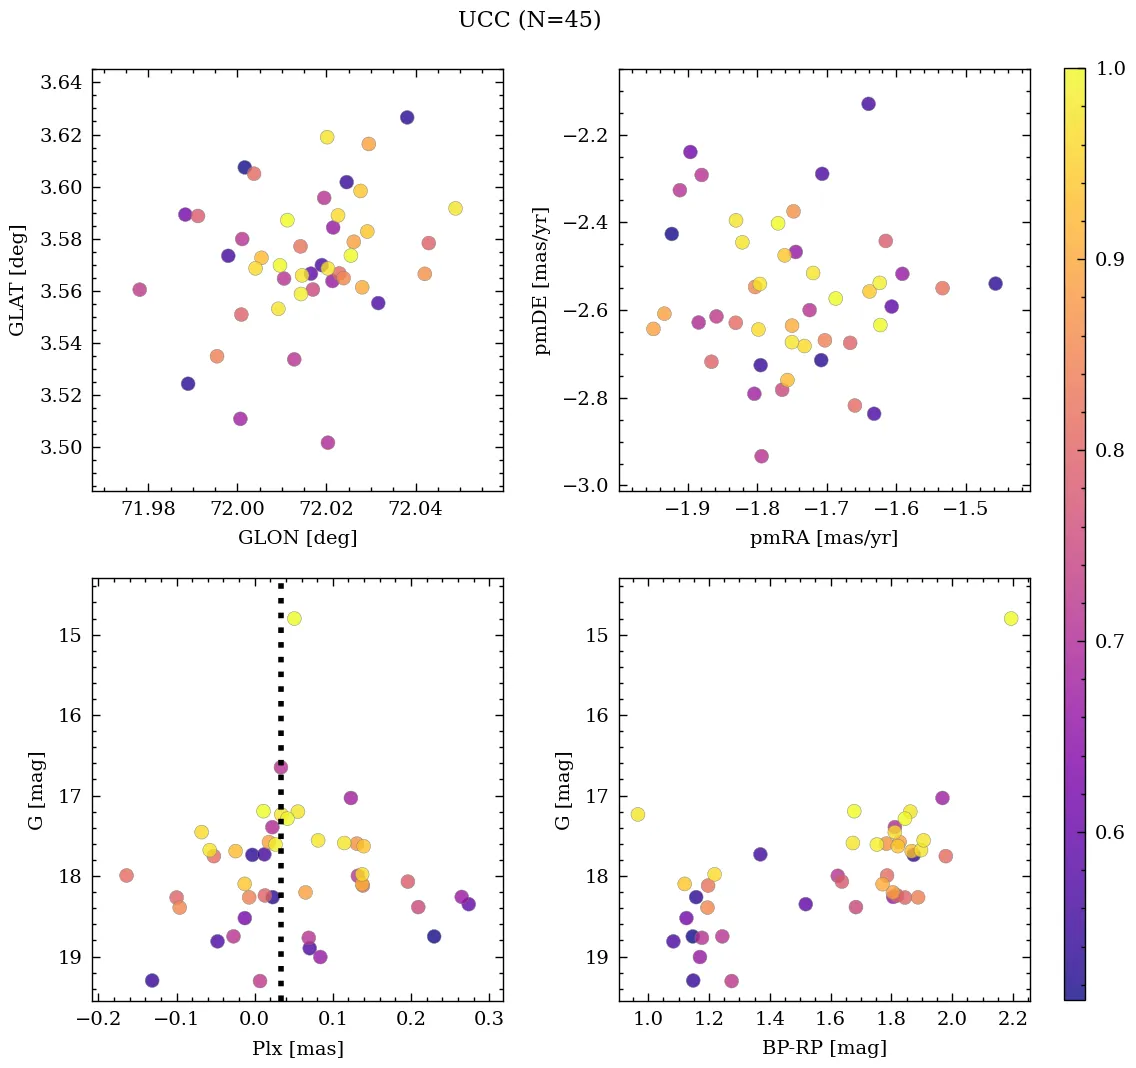 UCC (N=45)
3.64
3.62
3.60
3.58
3.56
3.54
3.52
3.50
GLAT [deg]
71.98 72.00 72.02 72.04
GLON [deg]
−2.2
−2.4
−2.6
−2.8
−3.0
pmDE [mas/yr]
−1.9 −1.8 −1.7 −1.6 −1.5
pmRA [mas/yr]
1.0
0.9
0.8
0.7
0.6
15
16
17
18
19
G [mag]
−0.2 −0.1 0.0 0.1 0.2 0.3
Plx [mas]
15
16
17
18
19
G [mag]
1.0 1.2 1.4 1.6 1.8 2.0 2.2
BP-RP [mag]